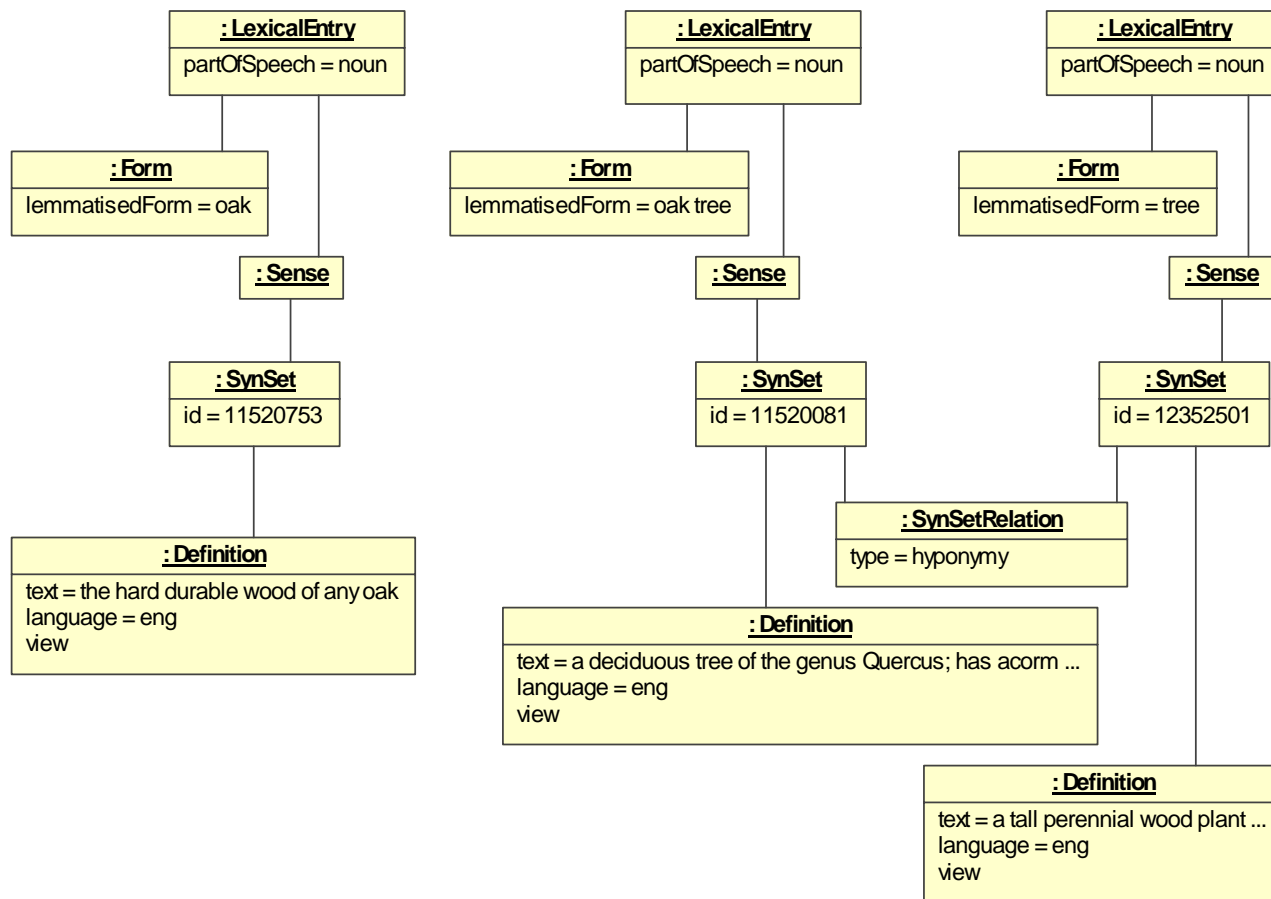 : LexicalEntry
partOfSpeech = noun
: LexicalEntry
partOfSpeech = noun
: LexicalEntry
partOfSpeech = noun
: Form
lemmatisedForm = oak
: Form
lemmatisedForm = oak tree
: Form
lemmatisedForm = tree
: Sense
: Sense
: Sense
: SynSet
id = 11520753
: SynSet
id = 11520081
: SynSet
id = 12352501
: SynSetRelation
type = hyponymy
: Definition
text = the hard durable wood of any oak
language = eng
view
: Definition
text = a deciduous tree of the genus Quercus; has acorm ...
language = eng
view
: Definition
text = a tall perennial wood plant ...
language = eng
view